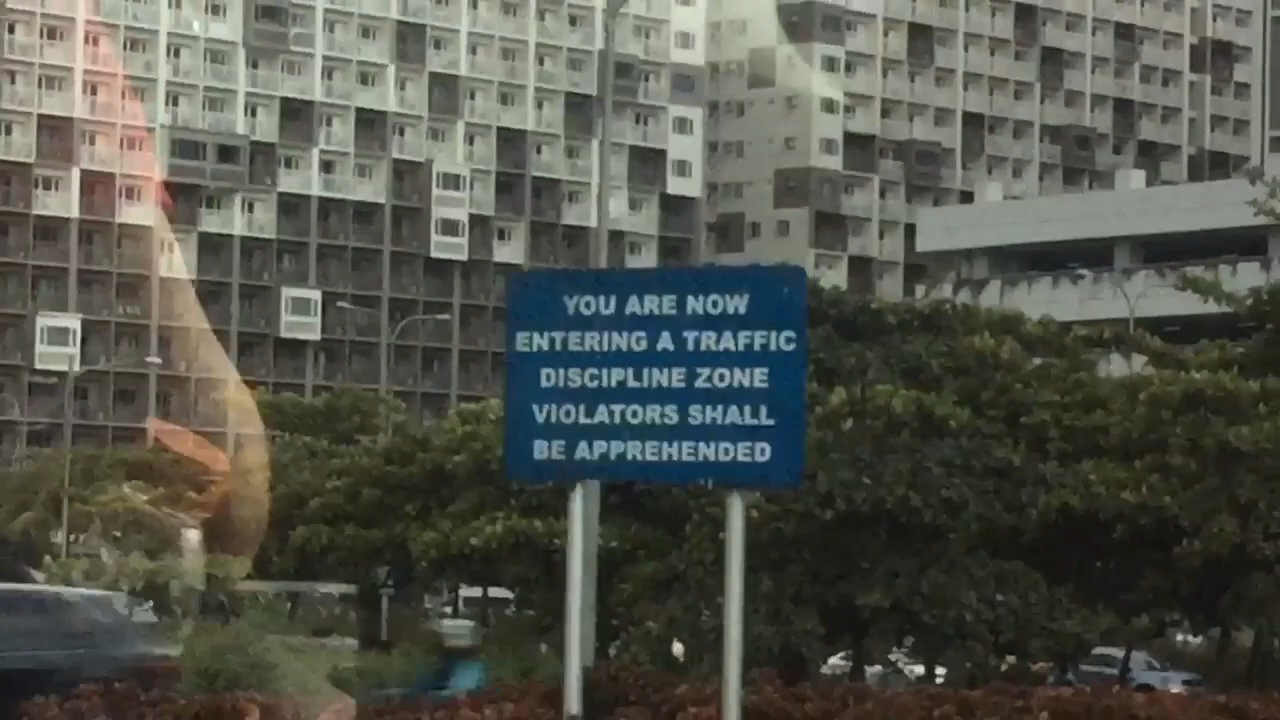 YOU ARE NOW
ENTERING A TRAFFIC
DISCIPLINE ZONE
VIOLATORS SHALL
BE APPREHENDED